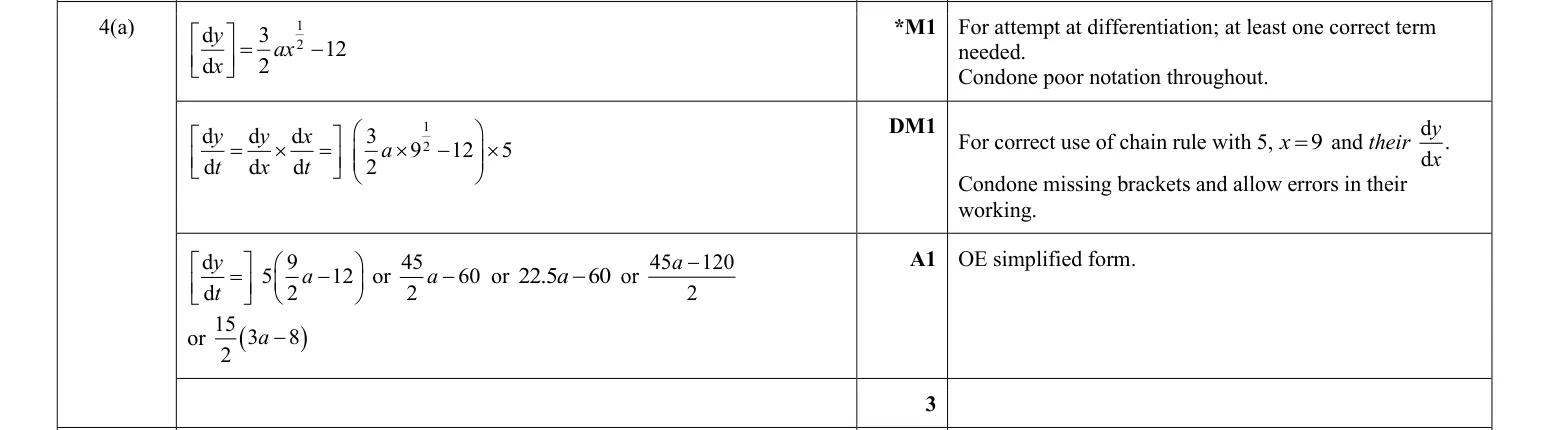 4(a)
[dy/dx] = 3/2 ax^(1/2) − 12
*M1
For attempt at differentiation; at least one correct term
needed.
Condone poor notation throughout.
[dy/dt = dy/dx × dx/dt =] (3/2 a × 9^(1/2) − 12) × 5
DM1
For correct use of chain rule with 5, x = 9 and their dy/dx.
Condone missing brackets and allow errors in their
working.
[dy/dt =] 5(9/2 a − 12) or 45/2 a − 60 or 22.5a − 60 or (45a − 120)/2
or 15/2 (3a − 8)
A1
OE simplified form.
3